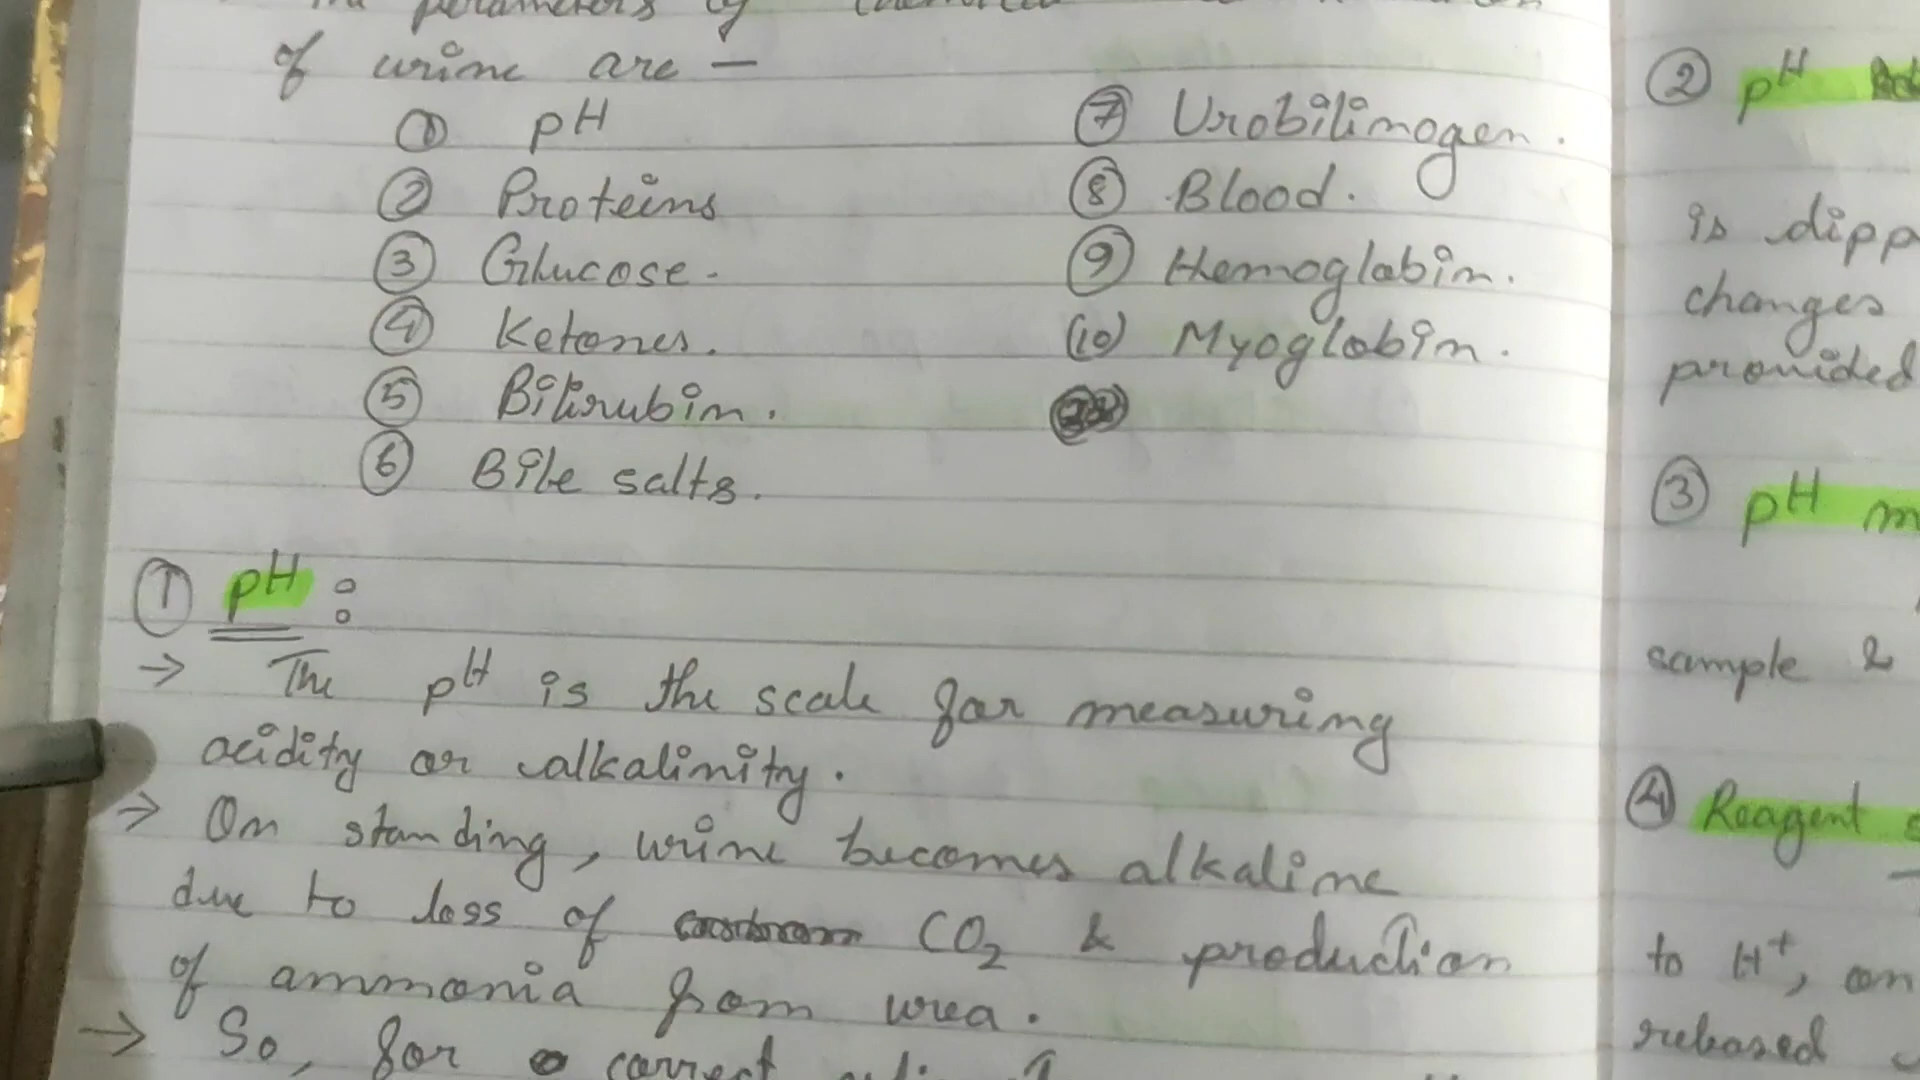 parameters of
of urine are —
① pH
② Proteins
③ Glucose.
④ Ketones.
⑤ Bilirubin.
⑥ Bile salts.
⑦ Urobilinogen.
⑧ Blood.
⑨ Hemoglobin.
(10) Myoglobin.
① pH :
→ The pH is the scale for measuring
acidity or alkalinity.
→ On standing, urine becomes alkaline
due to loss of CO₂ & production
of ammonia from urea.
→ So, for correct
② pH
is dipp
changes
provided
③ pH m
sample &
④ Reagent s
to H⁺, on
released